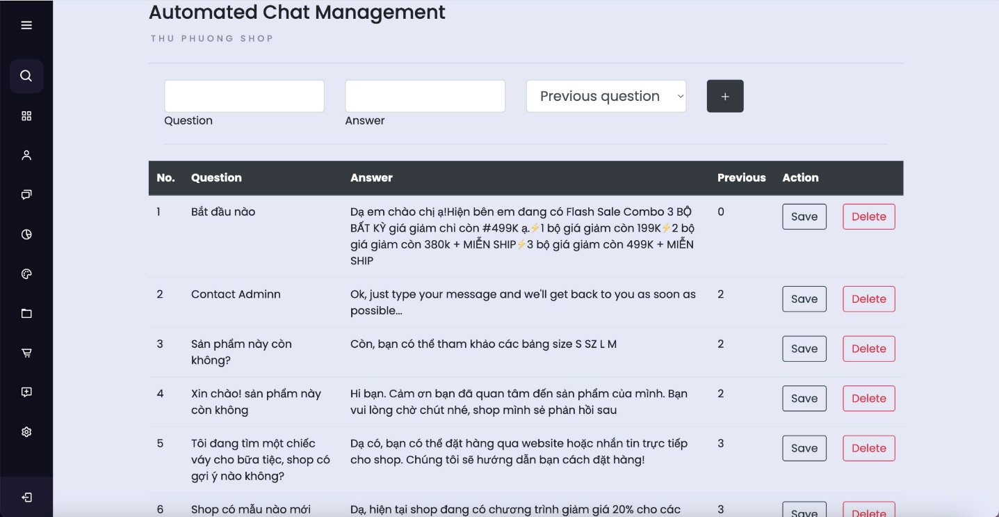 Automated Chat Management
THU PHUONG SHOP
Previous question
+
Question
Answer
No. Question Answer Previous Action
1 Bắt đầu nào Dạ em chào chị ạ!Hiện bên em đang có Flash Sale Combo 3 BỘ 0 Save Delete
BẤT KỲ giá giảm chỉ còn #499K ạ.⚡1 bộ giá giảm còn 199K⚡2 bộ
giá giảm còn 380k + MIỄN SHIP⚡3 bộ giá giảm còn 499K + MIỄN
SHIP
2 Contact Adminn Ok, just type your message and we'll get back to you as soon as 2 Save Delete
possible...
3 Sản phẩm này còn Còn, bạn có thể tham khảo các bảng size S SZ L M 2 Save Delete
không?
4 Xin chào! sản phẩm này Hi bạn. Cảm ơn bạn đã quan tâm đến sản phẩm của mình. Bạn 2 Save Delete
còn không vui lòng chờ chút nhé, shop mình sẻ phản hồi sau
5 Tôi đang tìm một chiếc Dạ có, bạn có thể đặt hàng qua website hoặc nhắn tin trực tiếp 3 Save Delete
váy cho bữa tiệc, shop có cho shop. Chúng tôi sẽ hướng dẫn bạn cách đặt hàng!
gợi ý nào không?
6 Shop có mẫu nào mới Dạ, hiện tại shop đang có chương trình giảm giá 20% cho các 3 Save Delete